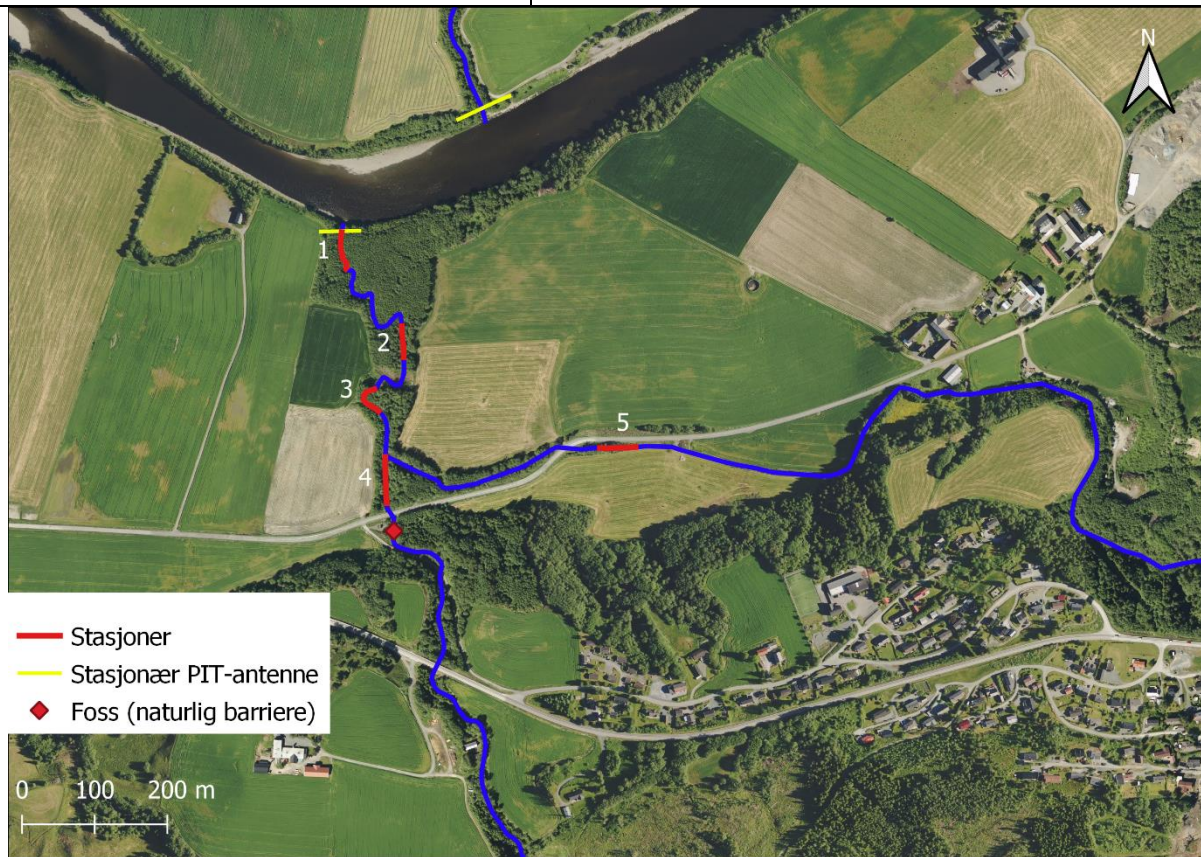 N
1
2
3
5
4
Stasjoner
Stasjonær PIT-antenne
Foss (naturlig barriere)
0 100 200 m